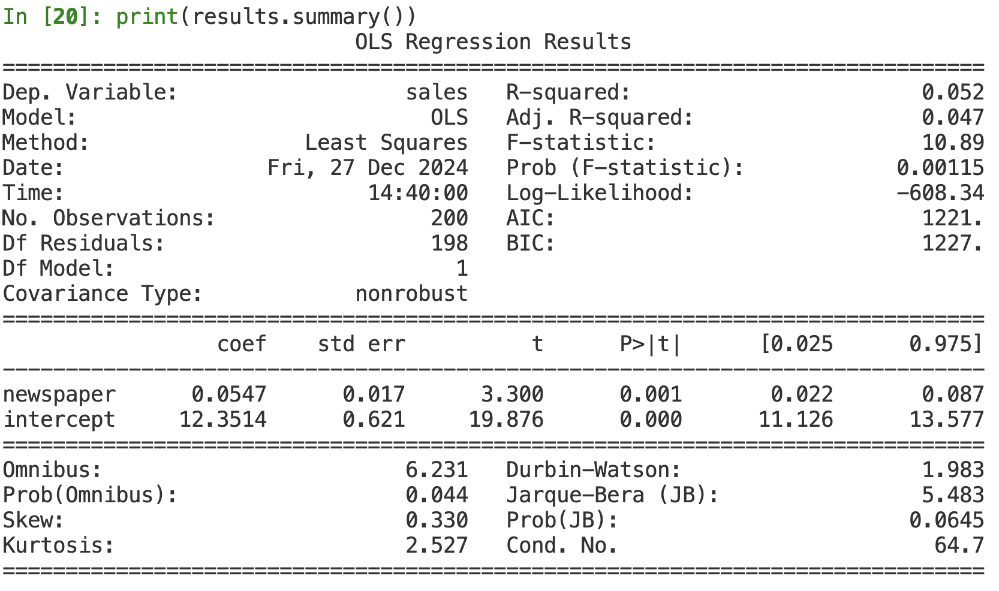 In [20]: print(results.summary())
                            OLS Regression Results
==============================================================================
Dep. Variable:                  sales   R-squared:                       0.052
Model:                            OLS   Adj. R-squared:                  0.047
Method:                 Least Squares   F-statistic:                     10.89
Date:                Fri, 27 Dec 2024   Prob (F-statistic):            0.00115
Time:                        14:40:00   Log-Likelihood:                -608.34
No. Observations:                 200   AIC:                             1221.
Df Residuals:                     198   BIC:                             1227.
Df Model:                           1
Covariance Type:            nonrobust
==============================================================================
                 coef    std err          t      P>|t|      [0.025      0.975]
------------------------------------------------------------------------------
newspaper      0.0547      0.017      3.300      0.001       0.022       0.087
intercept     12.3514      0.621     19.876      0.000      11.126      13.577
==============================================================================
Omnibus:                        6.231   Durbin-Watson:                   1.983
Prob(Omnibus):                  0.044   Jarque-Bera (JB):                5.483
Skew:                           0.330   Prob(JB):                       0.0645
Kurtosis:                       2.527   Cond. No.                         64.7
==============================================================================